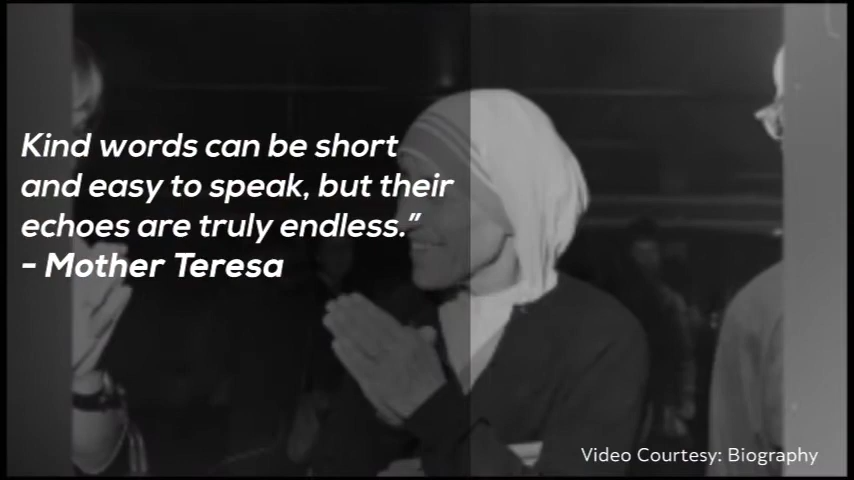 Kind words can be short
and easy to speak, but their
echoes are truly endless.”
- Mother Teresa
Video Courtesy: Biography